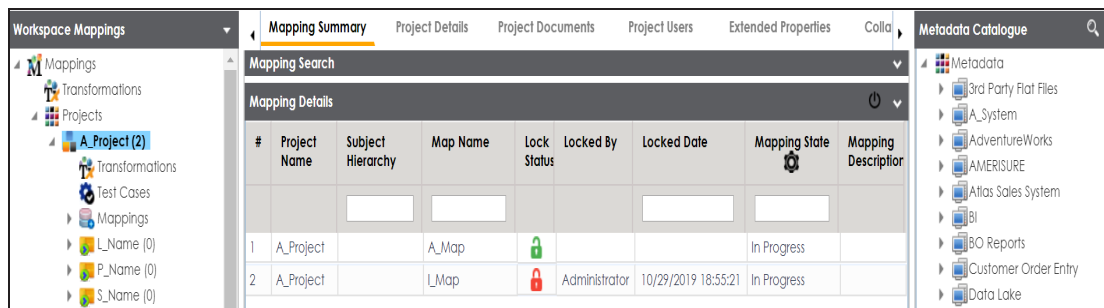 Workspace Mappings
Mappings
Transformations
Projects
A_Project (2)
Transformations
Test Cases
Mappings
L_Name (0)
P_Name (0)
S_Name (0)
Mapping Summary Project Details Project Documents Project Users Extended Properties Colla
Mapping Search
Mapping Details
# Project Name Subject Hierarchy Map Name Lock Status Locked By Locked Date Mapping State Mapping Description
1 A_Project A_Map In Progress
2 A_Project I_Map Administrator 10/29/2019 18:55:21 In Progress
Metadata Catalogue
Metadata
3rd Party Flat Files
A_System
AdventureWorks
AMERISURE
Atlas Sales System
BI
BO Reports
Customer Order Entry
Data Lake